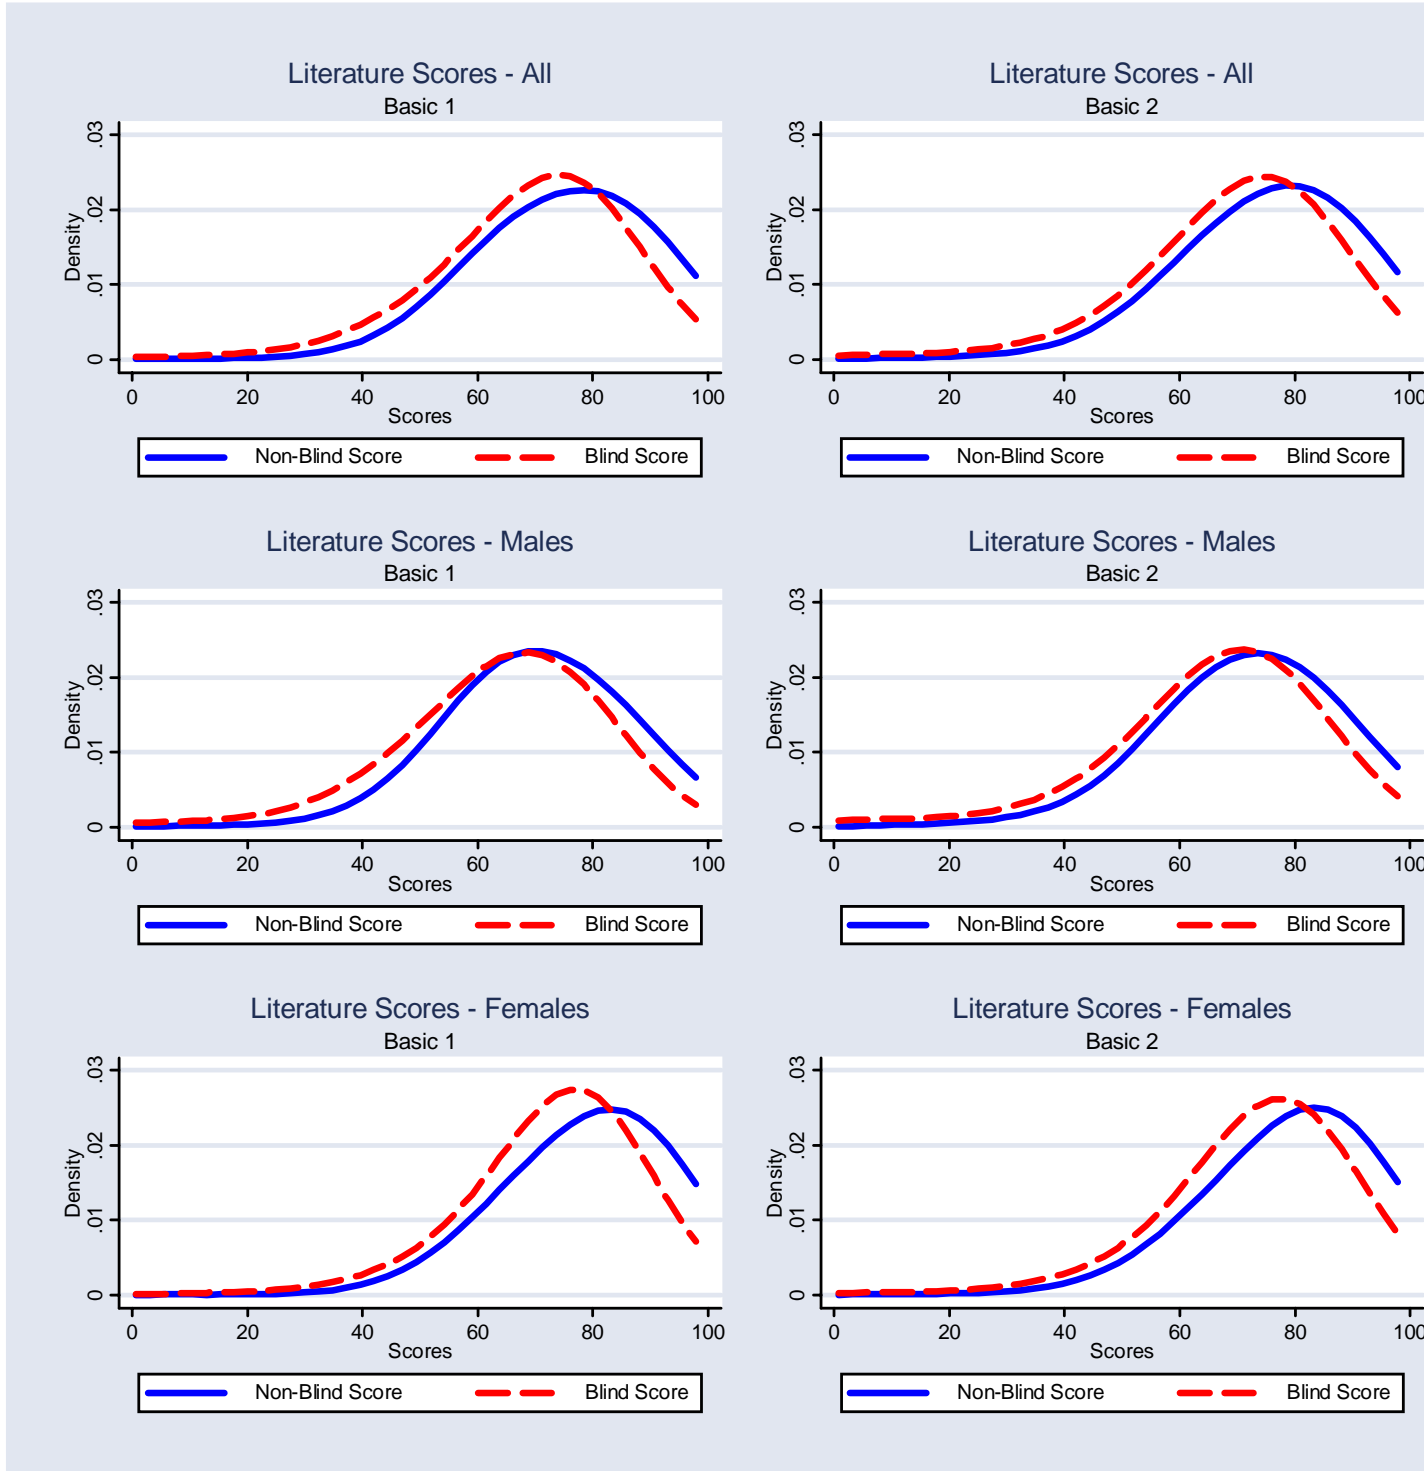 Literature Scores - All
Basic 1
Density
.03
.02
.01
0
0 20 40 60 80 100
Scores
Non-Blind Score Blind Score
Literature Scores - All
Basic 2
Density
.03
.02
.01
0
0 20 40 60 80 100
Scores
Non-Blind Score Blind Score
Literature Scores - Males
Basic 1
Density
.03
.02
.01
0
0 20 40 60 80 100
Scores
Non-Blind Score Blind Score
Literature Scores - Males
Basic 2
Density
.03
.02
.01
0
0 20 40 60 80 100
Scores
Non-Blind Score Blind Score
Literature Scores - Females
Basic 1
Density
.03
.02
.01
0
0 20 40 60 80 100
Scores
Non-Blind Score Blind Score
Literature Scores - Females
Basic 2
Density
.03
.02
.01
0
0 20 40 60 80 100
Scores
Non-Blind Score Blind Score